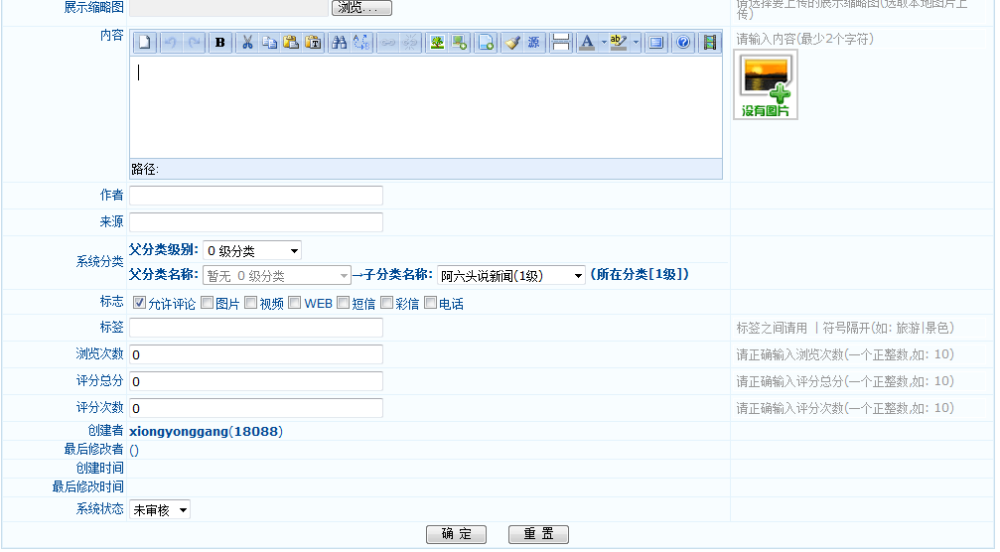 展示缩略图 浏览... 请选择要上传的展示缩略图(选取本地图片上
传)
内容 B 源 A ab 请输入内容(最少2个字符)
没有图片
路径:
作者
来源
系统分类 父分类级别: 0 级分类
父分类名称: 暂无 0 级分类 →子分类名称: 阿六头说新闻(1级) (所在分类[1级])
标志 允许评论 图片 视频 WEB 短信 彩信 电话
标签 标签之间请用 | 符号隔开(如: 旅游|景色)
浏览次数 0 请正确输入浏览次数(一个正整数,如: 10)
评分总分 0 请正确输入评分总分(一个正整数,如: 10)
评分次数 0 请正确输入评分次数(一个正整数,如: 10)
创建者 xiongyonggang(18088)
最后修改者 ()
创建时间
最后修改时间
系统状态 未审核
确 定 重 置